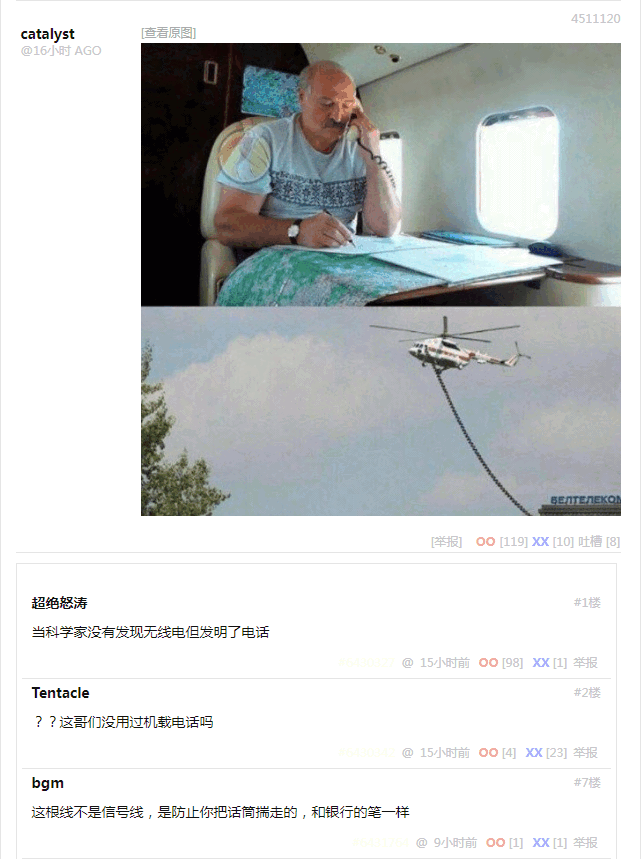 4511120
catalyst
@16小时 AGO
[查看原图]
БЕЛТЕЛЕКОМ
[举报] OO [119] XX [10] 吐槽 [8]
超绝怒涛 #1楼
当科学家没有发现无线电但发明了电话
@ 15小时前 OO [98] XX [1] 举报
Tentacle #2楼
？？这哥们没用过机载电话吗
@ 15小时前 OO [4] XX [23] 举报
bgm #7楼
这根线不是信号线，是防止你把话筒揣走的，和银行的笔一样
@ 9小时前 OO [1] XX [1] 举报